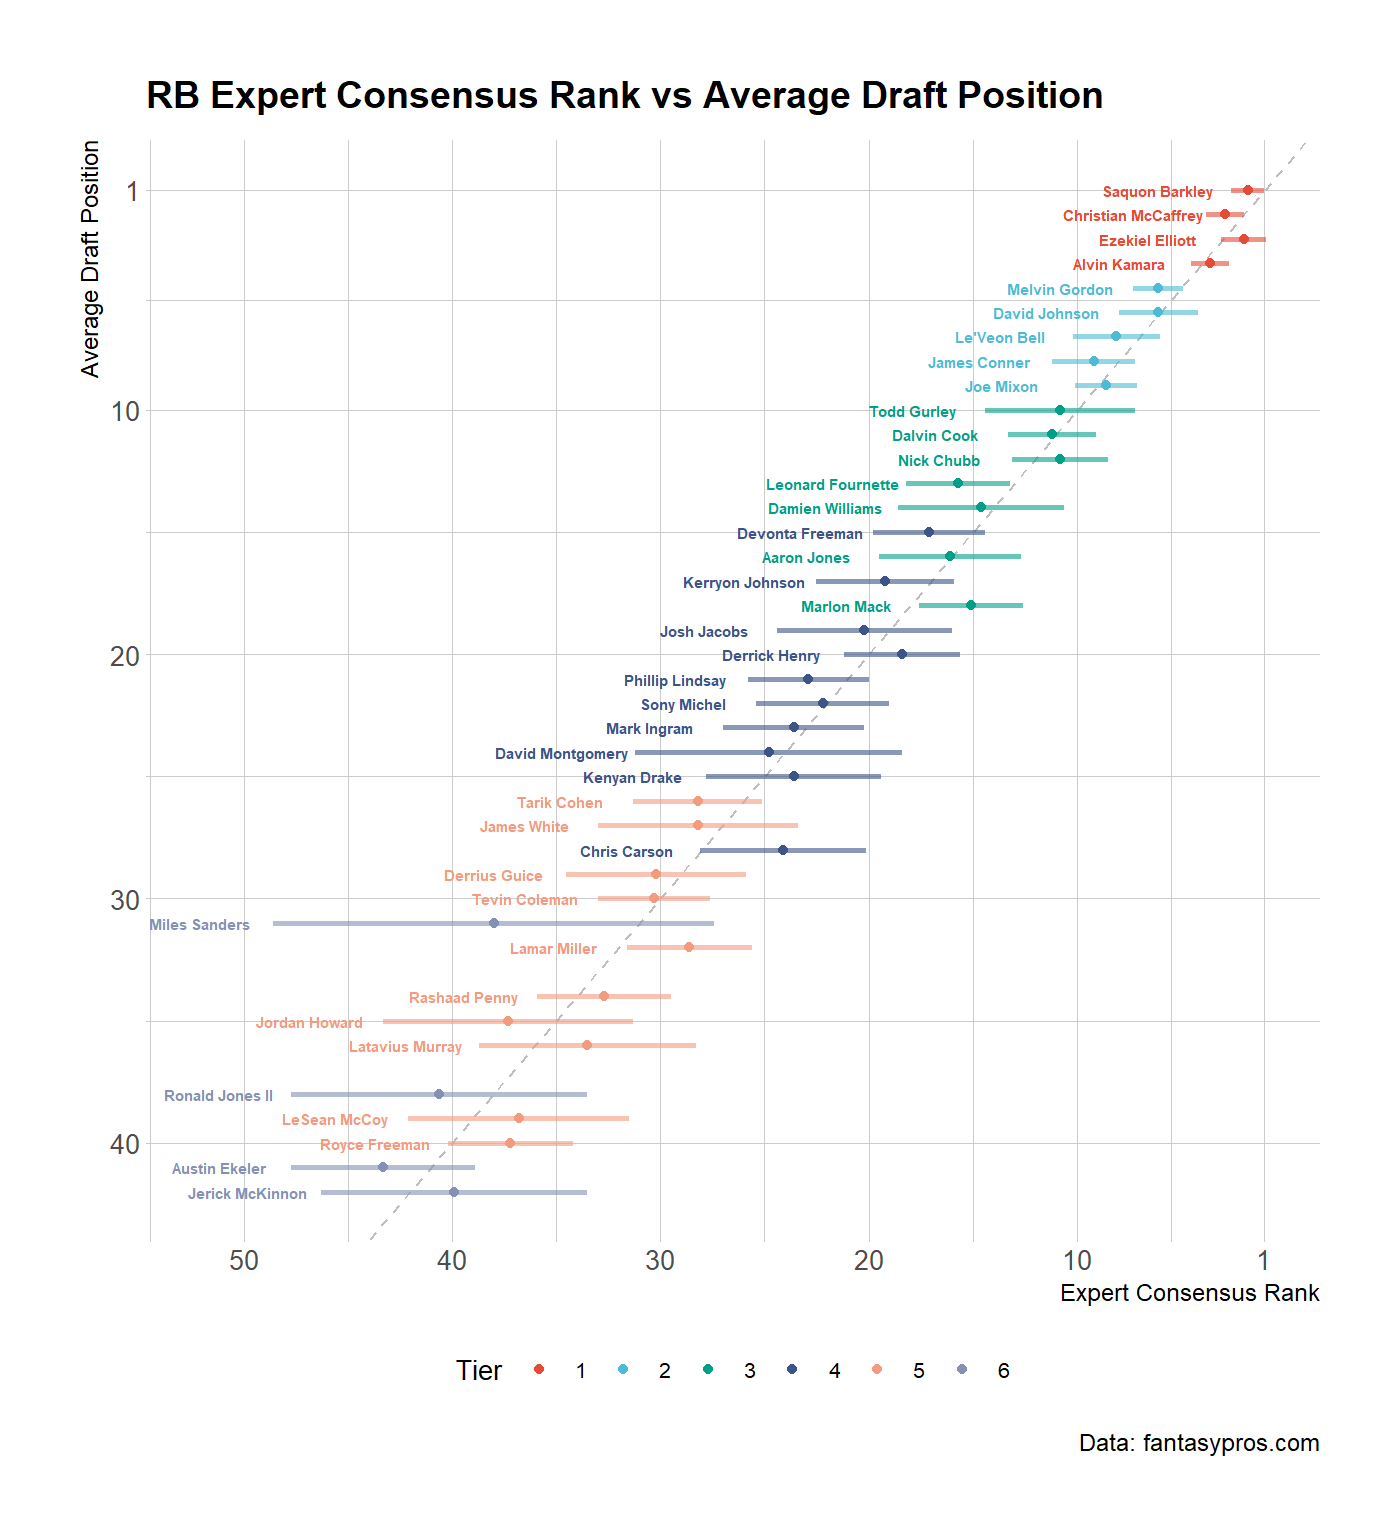 RB Expert Consensus Rank vs Average Draft Position
Average Draft Position
1
10
20
30
40
Saquon Barkley
Christian McCaffrey
Ezekiel Elliott
Alvin Kamara
Melvin Gordon
David Johnson
Le'Veon Bell
James Conner
Joe Mixon
Todd Gurley
Dalvin Cook
Nick Chubb
Leonard Fournette
Damien Williams
Devonta Freeman
Aaron Jones
Kerryon Johnson
Marlon Mack
Josh Jacobs
Derrick Henry
Phillip Lindsay
Sony Michel
Mark Ingram
David Montgomery
Kenyan Drake
Tarik Cohen
James White
Chris Carson
Derrius Guice
Tevin Coleman
Miles Sanders
Lamar Miller
Rashaad Penny
Jordan Howard
Latavius Murray
Ronald Jones II
LeSean McCoy
Royce Freeman
Austin Ekeler
Jerick McKinnon
50 40 30 20 10 1
Expert Consensus Rank
Tier 1 2 3 4 5 6
Data: fantasypros.com